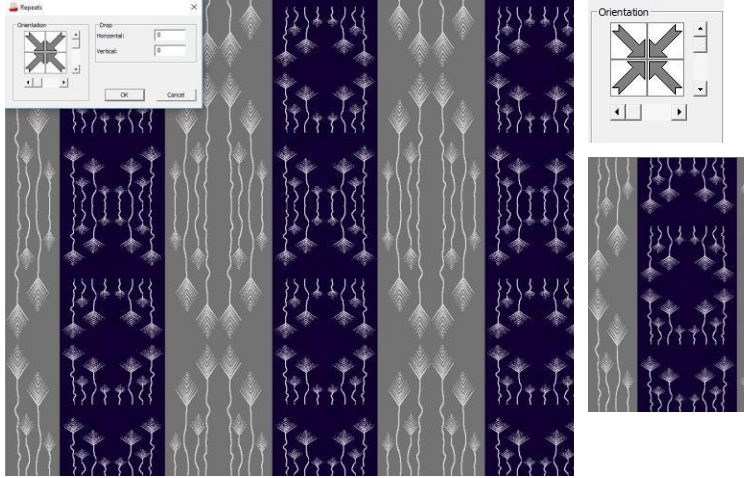 Repeats
Orientation
Drop
Horizontal: 0
Vertical: 0
OK
Cancel
Orientation